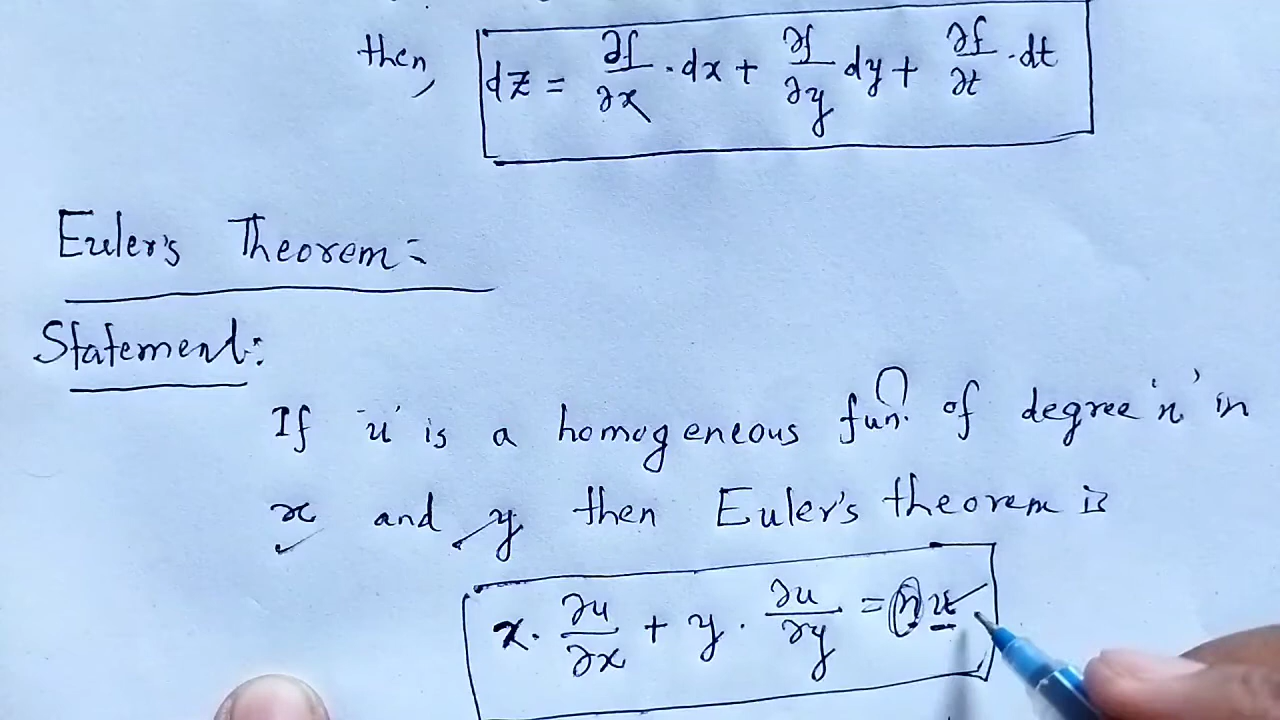 then, dz = ∂f/∂x · dx + ∂f/∂y dy + ∂f/∂t · dt
Euler's Theorem:-
Statement:
If 'u' is a homogeneous fun. of degree 'n' in
x and y then Euler's theorem is
x · ∂u/∂x + y · ∂u/∂y = nu